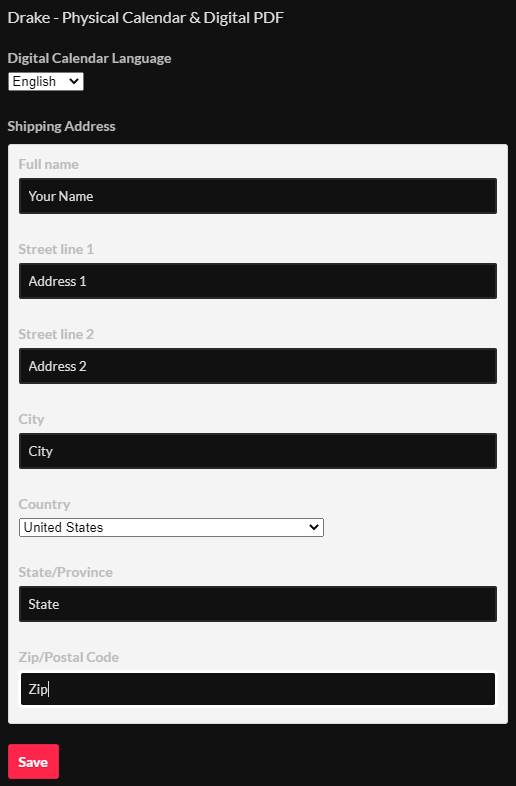 Drake - Physical Calendar & Digital PDF
Digital Calendar Language
English
Shipping Address
Full name
Your Name
Street line 1
Address 1
Street line 2
Address 2
City
City
Country
United States
State/Province
State
Zip/Postal Code
Zip
Save